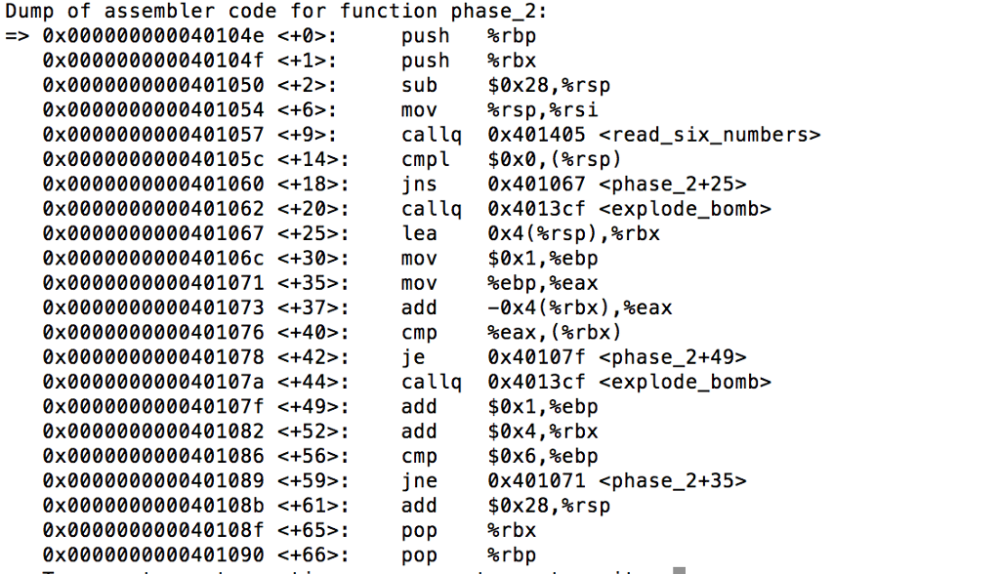 Dump of assembler code for function phase_2:
=> 0x000000000040104e <+0>: push %rbp
0x000000000040104f <+1>: push %rbx
0x0000000000401050 <+2>: sub $0x28,%rsp
0x0000000000401054 <+6>: mov %rsp,%rsi
0x0000000000401057 <+9>: callq 0x401405 <read_six_numbers>
0x000000000040105c <+14>: cmpl $0x0,(%rsp)
0x0000000000401060 <+18>: jns 0x401067 <phase_2+25>
0x0000000000401062 <+20>: callq 0x4013cf <explode_bomb>
0x0000000000401067 <+25>: lea 0x4(%rsp),%rbx
0x000000000040106c <+30>: mov $0x1,%ebp
0x0000000000401071 <+35>: mov %ebp,%eax
0x0000000000401073 <+37>: add -0x4(%rbx),%eax
0x0000000000401076 <+40>: cmp %eax,(%rbx)
0x0000000000401078 <+42>: je 0x40107f <phase_2+49>
0x000000000040107a <+44>: callq 0x4013cf <explode_bomb>
0x000000000040107f <+49>: add $0x1,%ebp
0x0000000000401082 <+52>: add $0x4,%rbx
0x0000000000401086 <+56>: cmp $0x6,%ebp
0x0000000000401089 <+59>: jne 0x401071 <phase_2+35>
0x000000000040108b <+61>: add $0x28,%rsp
0x000000000040108f <+65>: pop %rbx
0x0000000000401090 <+66>: pop %rbp